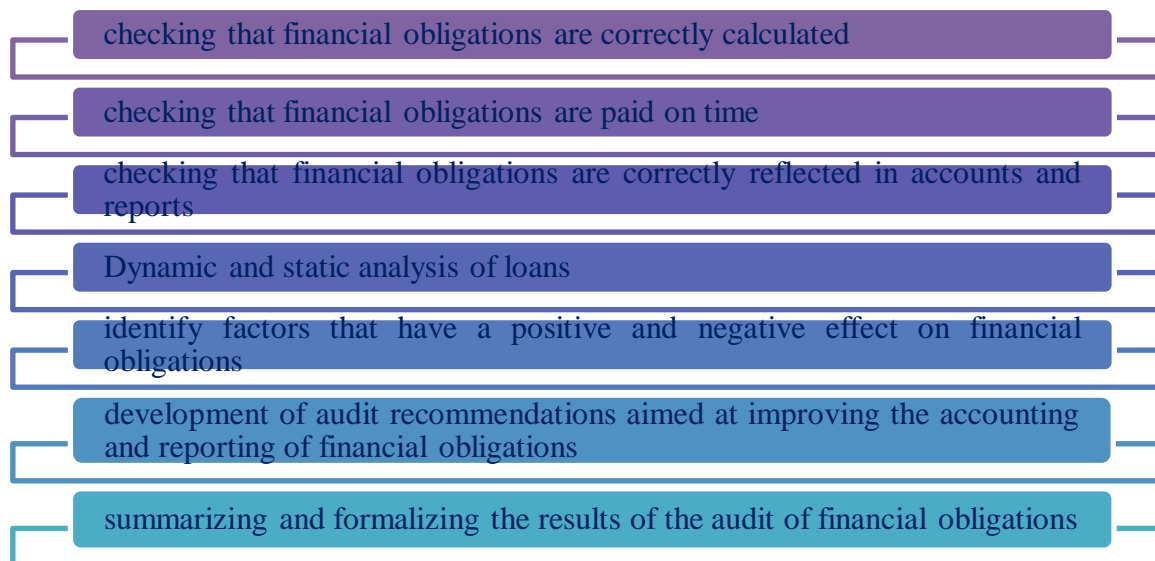 checking that financial obligations are correctly calculated
checking that financial obligations are paid on time
checking that financial obligations are correctly reflected in accounts and
reports
Dynamic and static analysis of loans
identify factors that have a positive and negative effect on financial
obligations
development of audit recommendations aimed at improving the accounting
and reporting of financial obligations
summarizing and formalizing the results of the audit of financial obligations